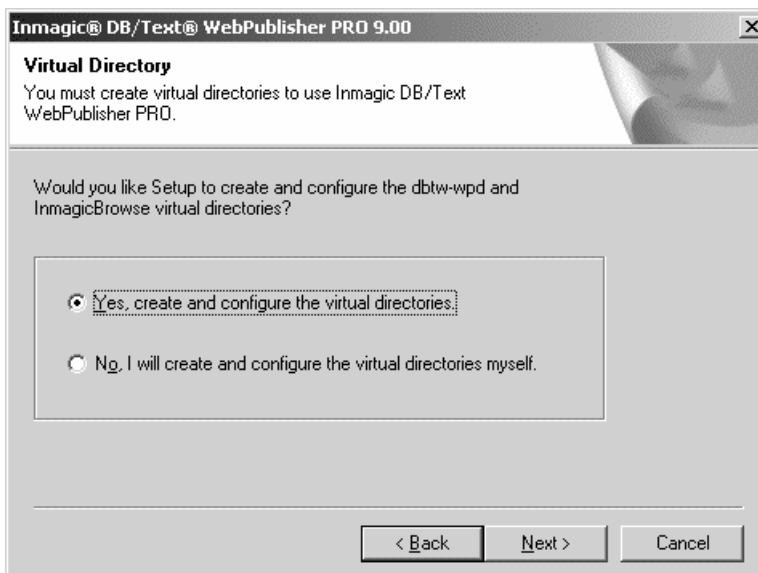 Inmagic® DB/Text® WebPublisher PRO 9.00
Virtual Directory
You must create virtual directories to use Inmagic DB/Text
WebPublisher PRO.
Would you like Setup to create and configure the dbtw-wpd and
InmagicBrowse virtual directories?
Yes, create and configure the virtual directories.
No, I will create and configure the virtual directories myself.
< Back
Next >
Cancel